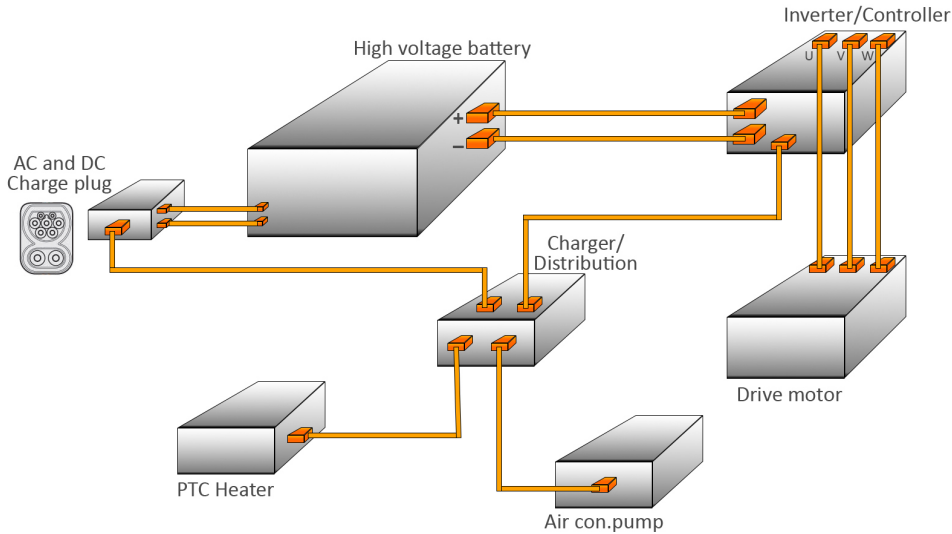 Inverter/Controller
U V W
High voltage battery
+
−
AC and DC
Charge plug
Charger/
Distribution
Drive motor
PTC Heater
Air con.pump